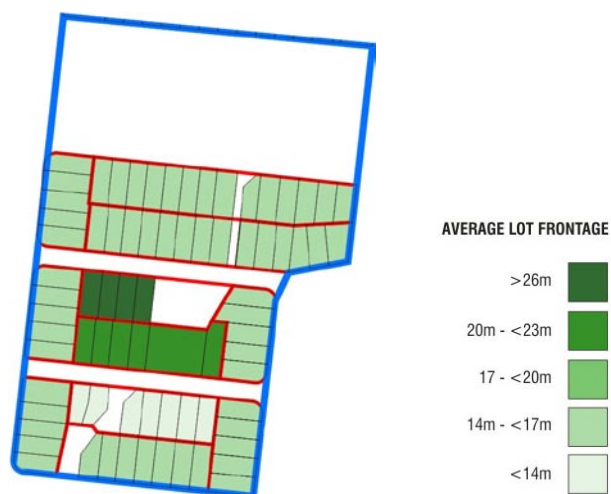 AVERAGE LOT FRONTAGE
>26m
20m - <23m
17 - <20m
14m - <17m
<14m